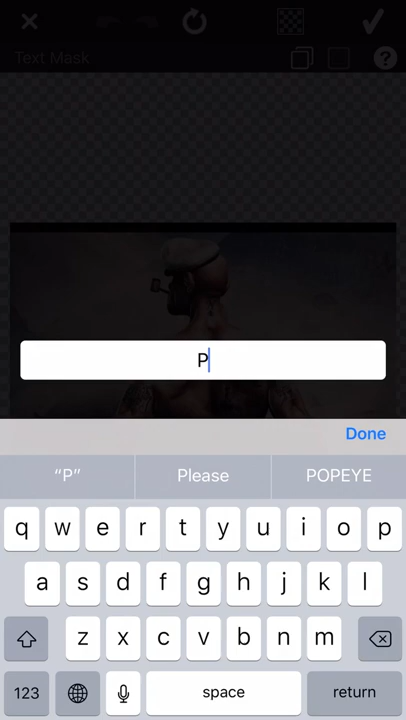 Text Mask
?
P
Done
“P” Please POPEYE
q w e r t y u i o p
a s d f g h j k l
z x c v b n m
123 space return